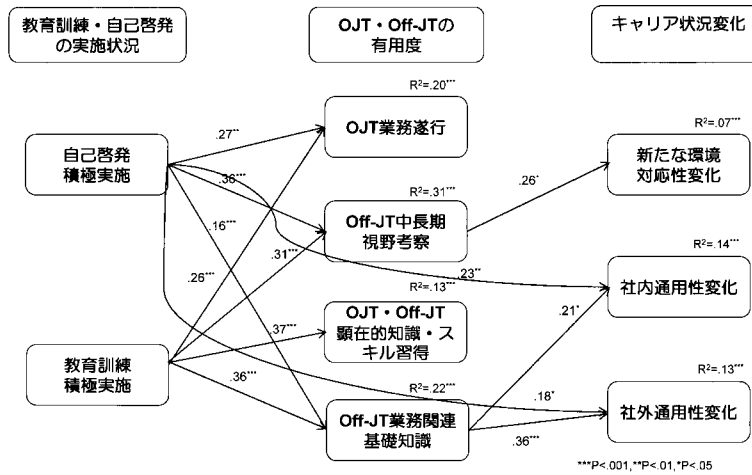 教育訓練・自己啓発
の実施状況
OJT・Off-JTの
有用度
キャリア状況変化
R²=.20***
OJT業務遂行
R²=.07***
自己啓発
積極実施
新たな環境
対応性変化
.27**
.36***
R²=.31***
.26*
Off-JT中長期
視野考察
.16***
.31***
R²=.14***
.26***
.23**
社内通用性変化
R²=.13***
.21*
OJT・Off-JT
顕在的知識・ス
キル習得
.37***
教育訓練
積極実施
R²=.13***
.36***
R²=.22***
.18*
Off-JT業務関連
基礎知識
社外通用性変化
.36***
***P<.001,**P<.01,*P<.05